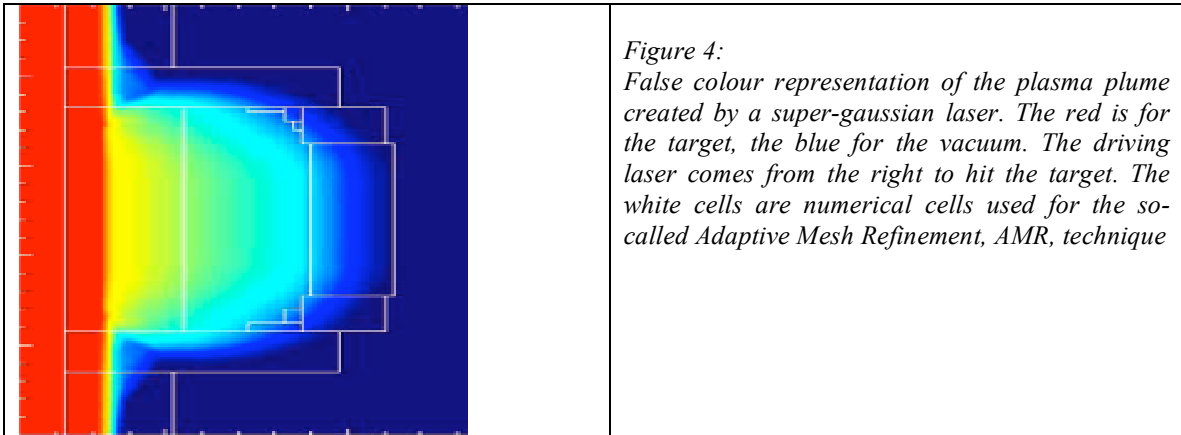 Figure 4:
False colour representation of the plasma plume
created by a super-gaussian laser. The red is for
the target, the blue for the vacuum. The driving
laser comes from the right to hit the target. The
white cells are numerical cells used for the so-
called Adaptive Mesh Refinement, AMR, technique